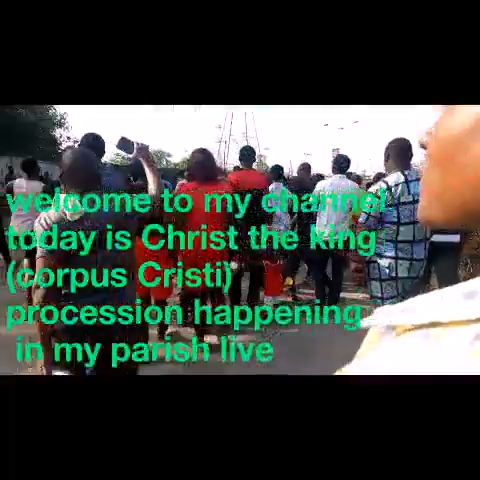 welcome to my channel
today is Christ the king
(corpus Cristi)
procession happening
in my parish live